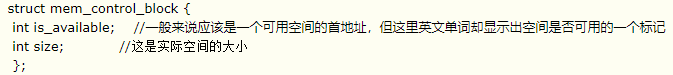 struct mem_control_block {
int is_available;    //一般来说应该是一个可用空间的首地址，但这里英文单词却显示出空间是否可用的一个标记
int size;            //这是实际空间的大小
};